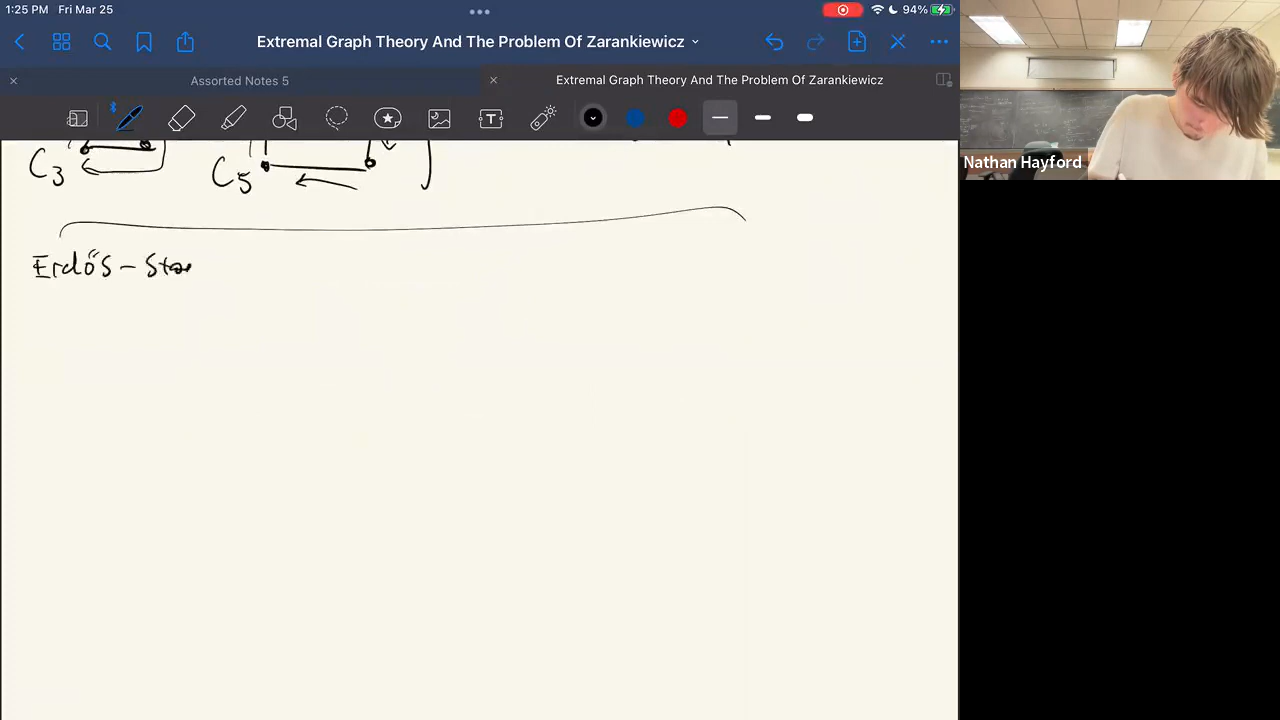 1:25 PM Fri Mar 25
94%
Extremal Graph Theory And The Problem Of Zarankiewicz
Assorted Notes 5
Extremal Graph Theory And The Problem Of Zarankiewicz
T
Nathan Hayford
C3
C5
Erdős –